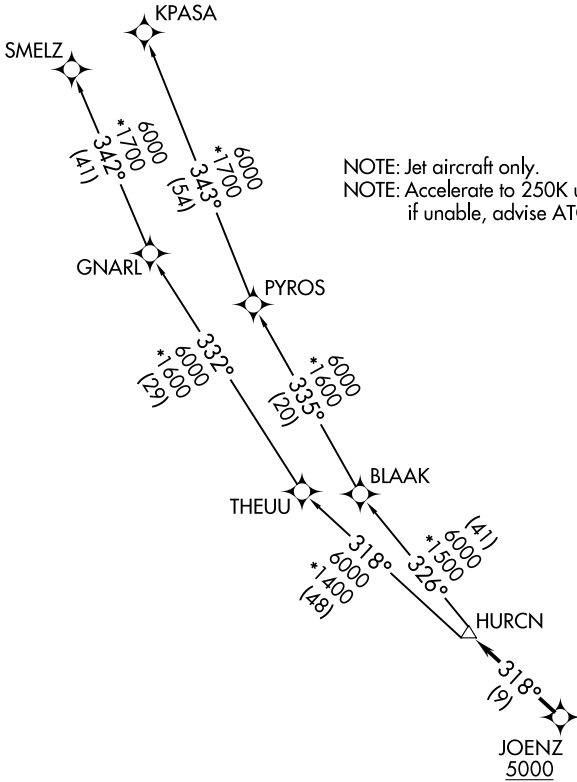 KPASA
SMELZ
6000
*1700
342°
(41)
6000
*1700
343°
(54)
NOTE: Jet aircraft only.
NOTE: Accelerate to 250K u
if unable, advise ATC
GNARL
PYROS
332°
6000
*1600
(29)
6000
*1600
335°
(20)
BLAAK
THEUU
318°
6000
*1400
(48)
(41)
6000
*1500
326°
HURCN
318°
(9)
JOENZ
5000